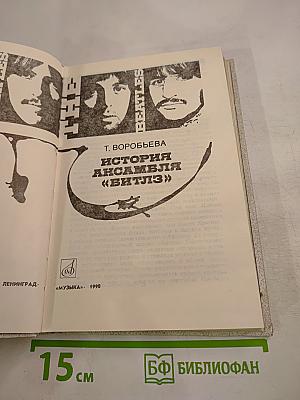 Т. ВОРОБЬЕВА
ИСТОРИЯ
АНСАМБЛЯ
«БИТЛЗ»
ЛЕНИНГРАД·
«МУЗЫКА»· 1990
15 см
БФ БИБЛИОФАН